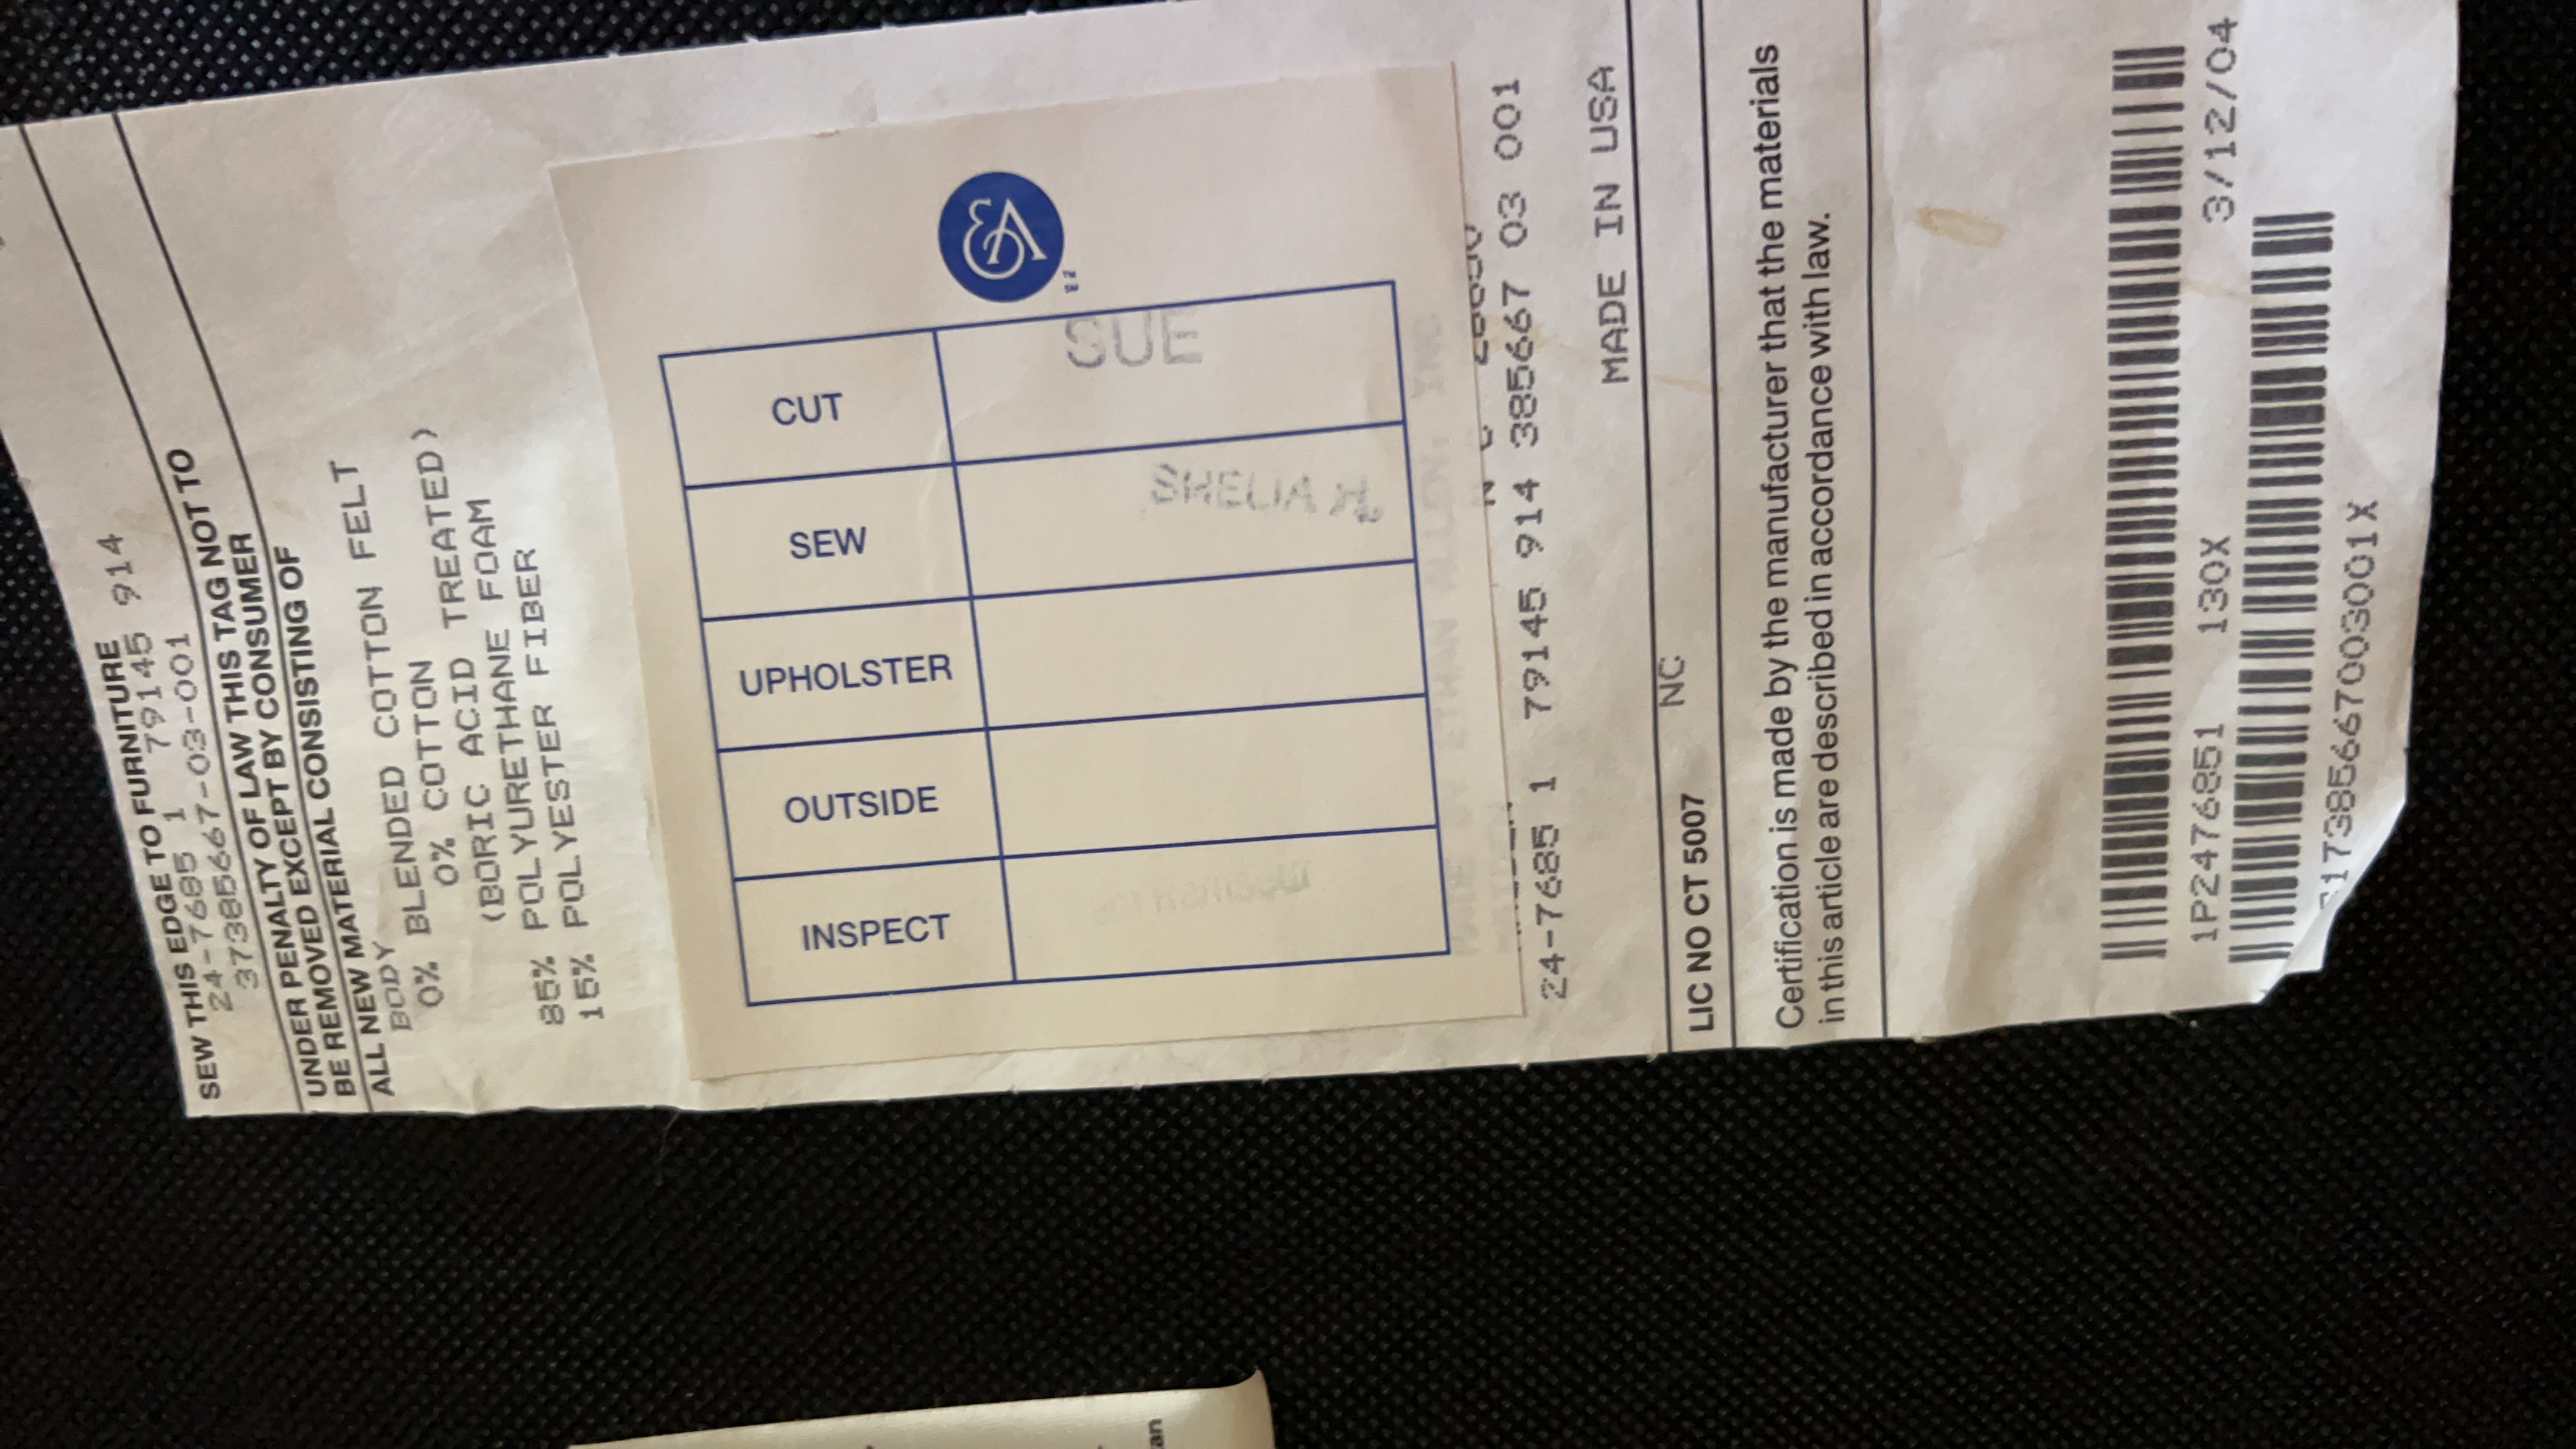 SEW THIS EDGE TO FURNITURE
24-7685 1 79145 914
37385667-03-001
UNDER PENALTY OF LAW THIS TAG NOT TO
BE REMOVED EXCEPT BY CONSUMER
ALL NEW MATERIAL CONSISTING OF
BODY
0% BLENDED COTTON FELT
0% COTTON
(BORIC ACID TREATED)
85% POLYURETHANE FOAM
15% POLYESTER FIBER
CUT SUE
SEW SHELIA H.
UPHOLSTER
OUTSIDE
INSPECT
24-7685 1 79145 914 385667 03 001
MADE IN USA
LIC NO CT 5007 NC
Certification is made by the manufacturer that the materials
in this article are described in accordance with law.
1P2476851 130X 3/12/04
S17385667003001X
an